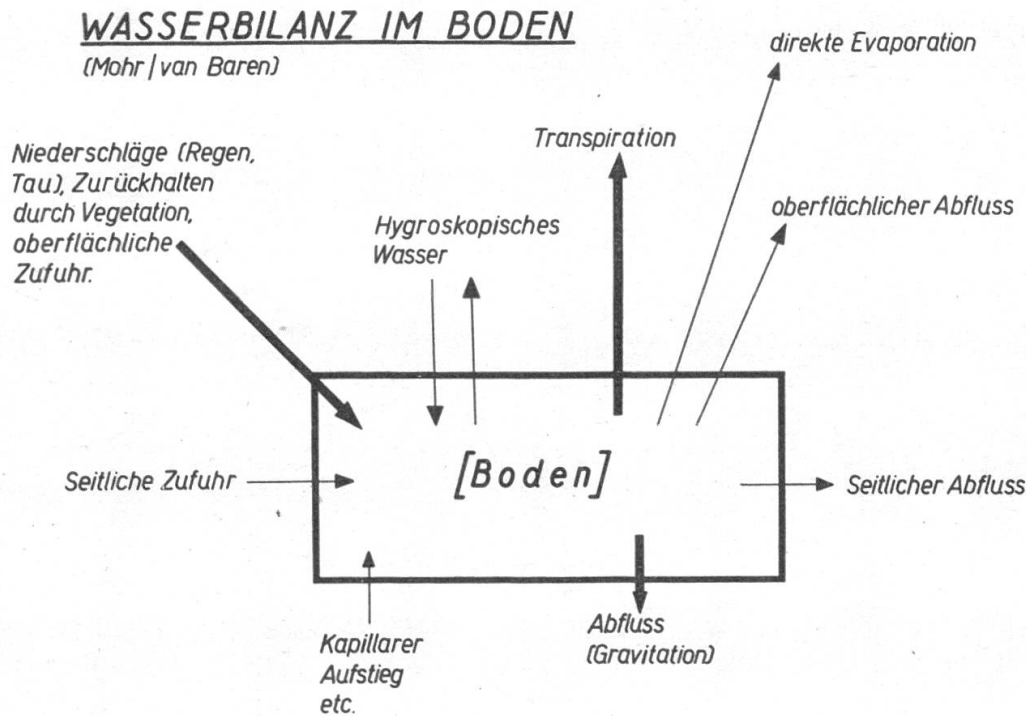 WASSERBILANZ IM BODEN
(Mohr/van Baren)
direkte Evaporation
Transpiration
Niederschläge (Regen,
Tau), Zurückhalten
durch Vegetation,
oberflächliche
Zufuhr.
Hygroskopisches
Wasser
oberflächlicher Abfluss
[Boden]
Seitliche Zufuhr
Seitlicher Abfluss
Kapillarer
Aufstieg
etc.
Abfluss
(Gravitation)